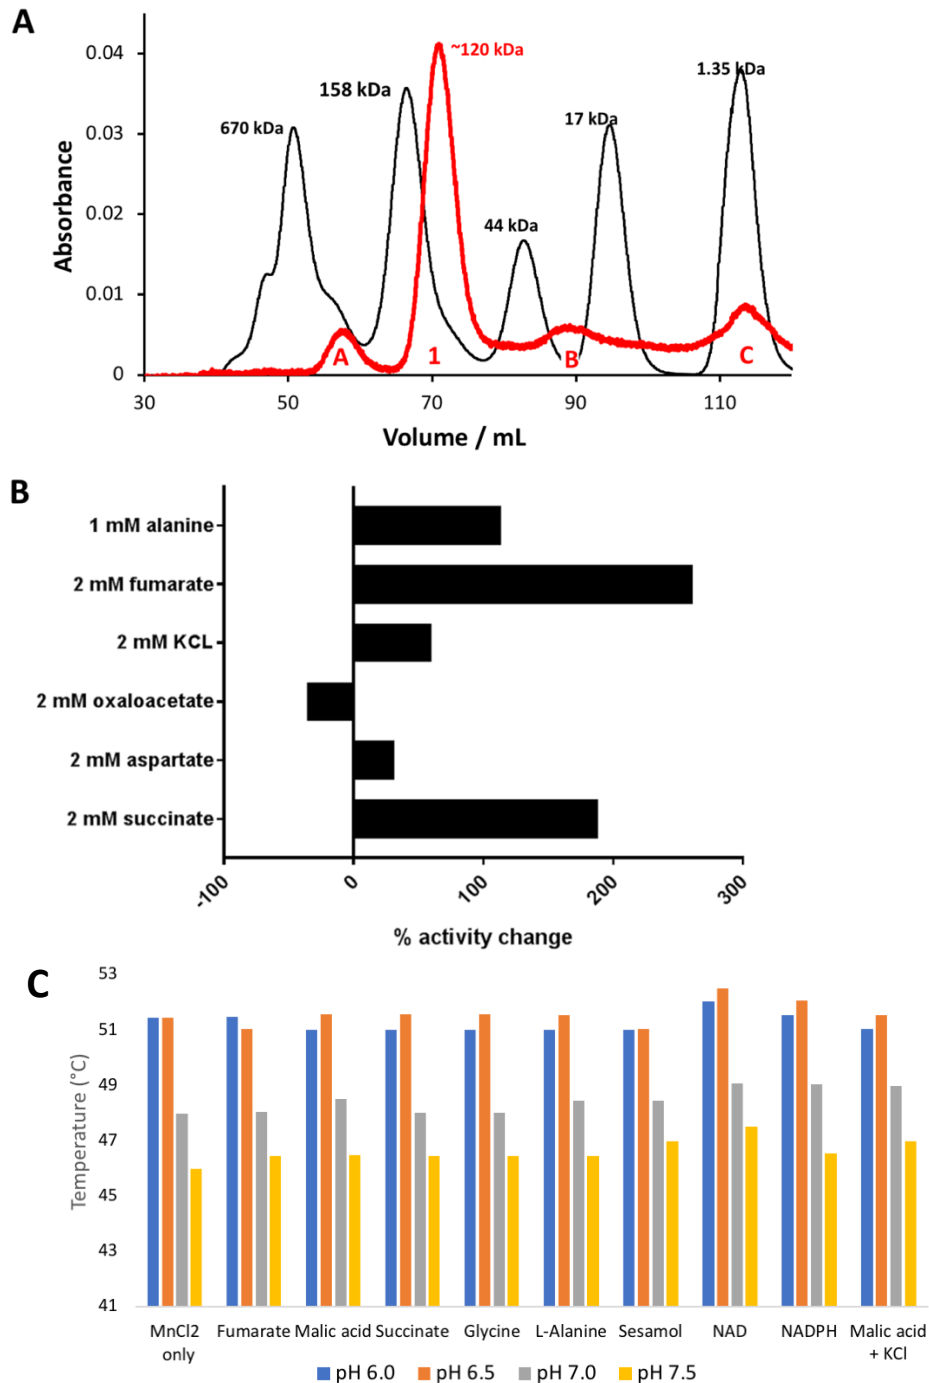 A
Absorbance
0.04
0.03
0.02
0.01
0
670 kDa
158 kDa
~120 kDa
44 kDa
17 kDa
1.35 kDa
A
1
B
C
30
50
70
90
110
Volume / mL
B
1 mM alanine
2 mM fumarate
2 mM KCL
2 mM oxaloacetate
2 mM aspartate
2 mM succinate
-100
0
100
200
300
% activity change
C
Temperature (°C)
53
51
49
47
45
43
41
MnCl2
only
Fumarate
Malic acid
Succinate
Glycine
L-Alanine
Sesamol
NAD
NADPH
Malic acid
+ KCl
pH 6.0
pH 6.5
pH 7.0
pH 7.5